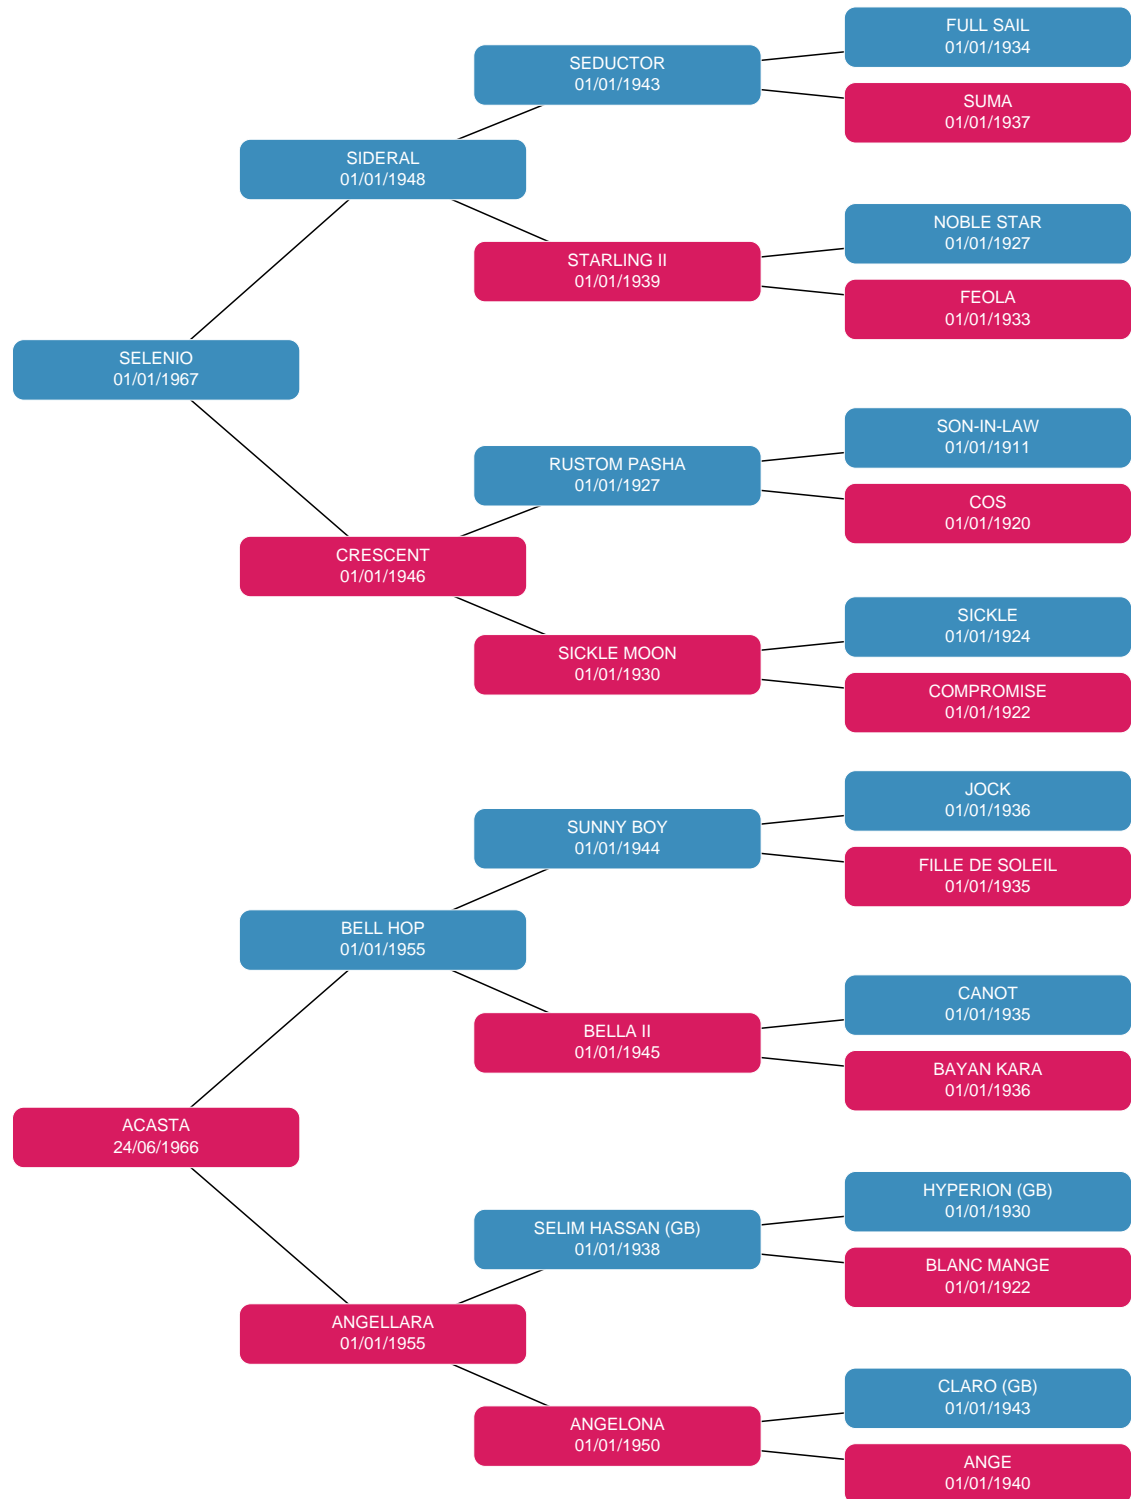 FULL SAIL
01/01/1934
SEDUCTOR
01/01/1943
SUMA
01/01/1937
SIDERAL
01/01/1948
NOBLE STAR
01/01/1927
STARLING II
01/01/1939
FEOLA
01/01/1933
SELENIO
01/01/1967
SON-IN-LAW
01/01/1911
RUSTOM PASHA
01/01/1927
COS
01/01/1920
CRESCENT
01/01/1946
SICKLE
01/01/1924
SICKLE MOON
01/01/1930
COMPROMISE
01/01/1922
JOCK
01/01/1936
SUNNY BOY
01/01/1944
FILLE DE SOLEIL
01/01/1935
BELL HOP
01/01/1955
CANOT
01/01/1935
BELLA II
01/01/1945
BAYAN KARA
01/01/1936
ACASTA
24/06/1966
HYPERION (GB)
01/01/1930
SELIM HASSAN (GB)
01/01/1938
BLANC MANGE
01/01/1922
ANGELLARA
01/01/1955
CLARO (GB)
01/01/1943
ANGELONA
01/01/1950
ANGE
01/01/1940